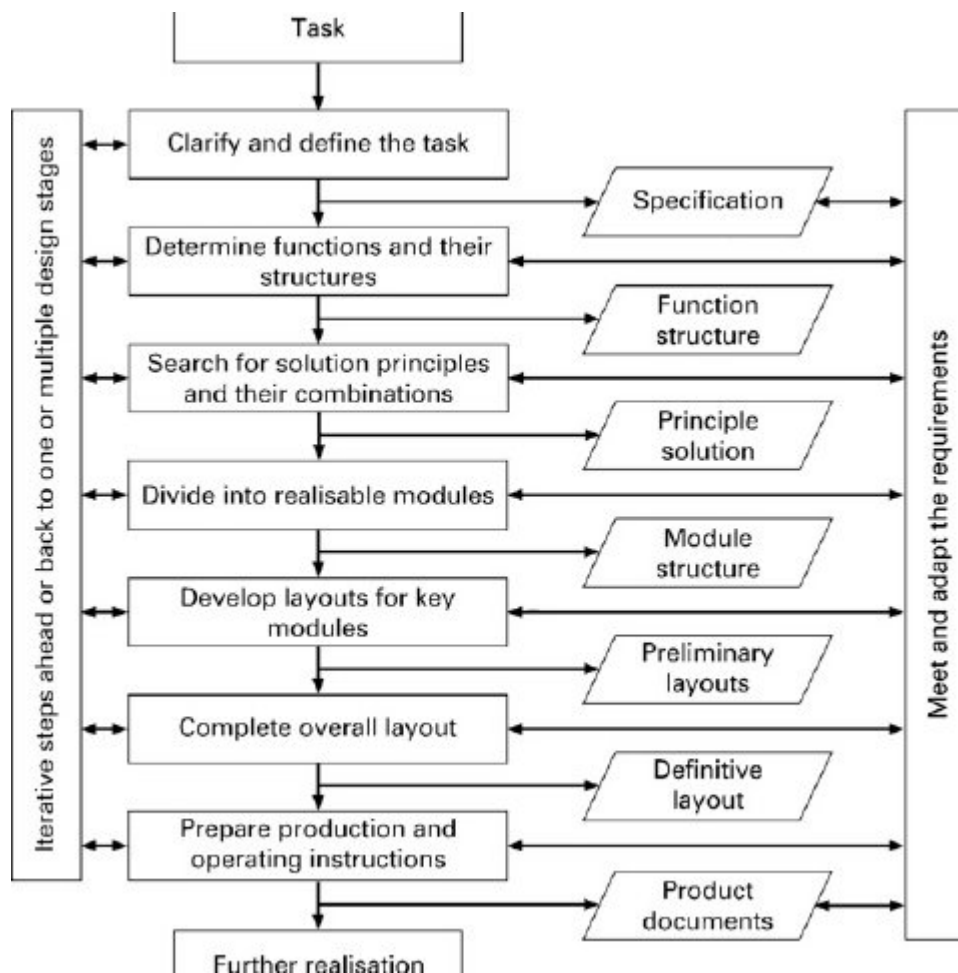 Task
Clarify and define the task
Specification
Determine functions and their
structures
Function
structure
Search for solution principles
and their combinations
Principle
solution
Divide into realisable modules
Module
structure
Develop layouts for key
modules
Preliminary
layouts
Complete overall layout
Definitive
layout
Prepare production and
operating instructions
Product
documents
Further realisation
Iterative steps ahead or back to one or multiple design stages
Meet and adapt the requirements